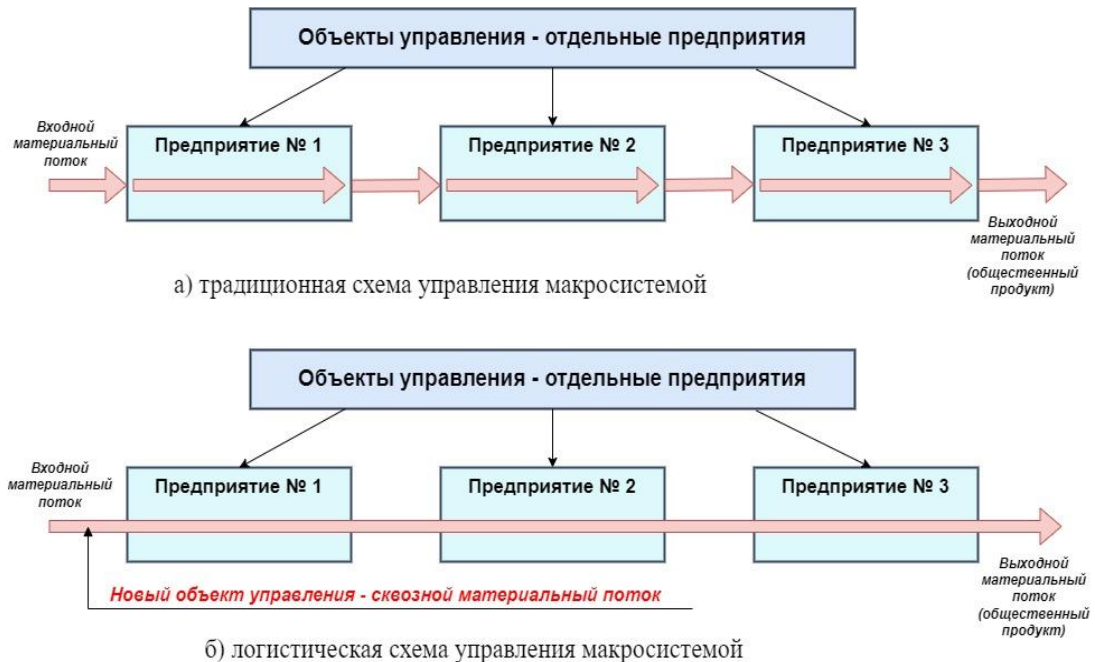 Объекты управления - отдельные предприятия
Входной
материальный
поток
Предприятие № 1
Предприятие № 2
Предприятие № 3
Выходной
материальный
поток
(общественный
продукт)
а) традиционная схема управления макросистемой
Объекты управления - отдельные предприятия
Входной
материальный
поток
Предприятие № 1
Предприятие № 2
Предприятие № 3
Выходной
материальный
поток
(общественный
продукт)
Новый объект управления - сквозной материальный поток
б) логистическая схема управления макросистемой